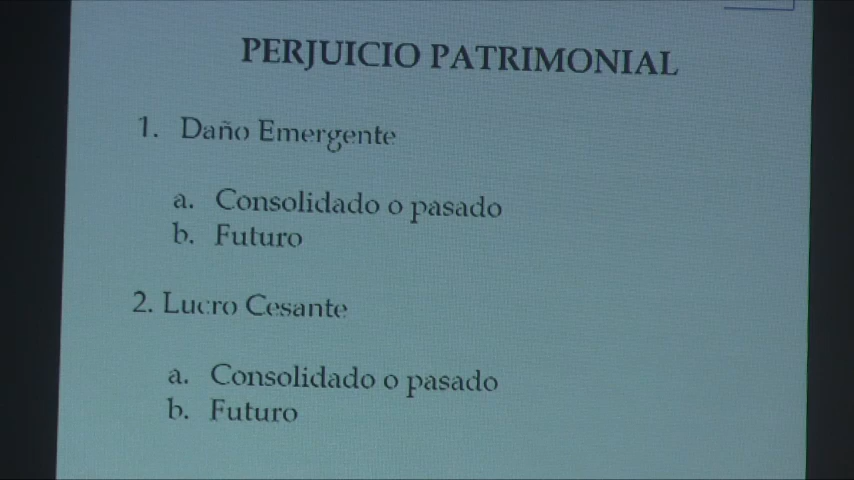 PERJUICIO PATRIMONIAL
1. Daño Emergente
a. Consolidado o pasado
b. Futuro
2. Lucro Cesante
a. Consolidado o pasado
b. Futuro